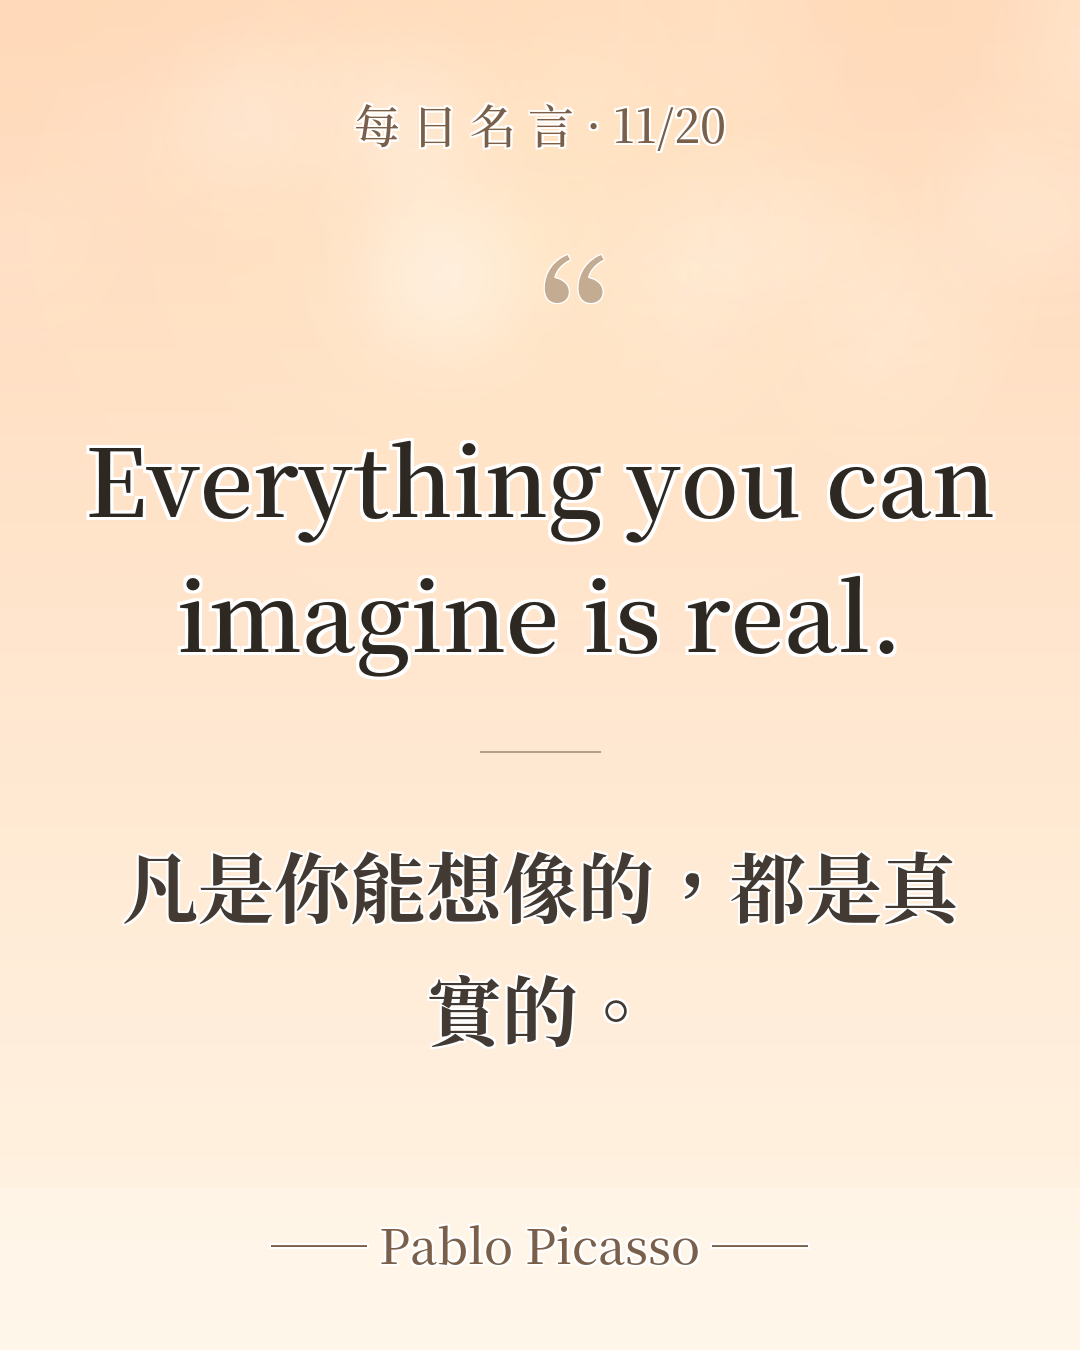 每日名言 · 11/20
“
Everything you can
imagine is real.
凡是你能想像的，都是真
實的。
—— Pablo Picasso ——